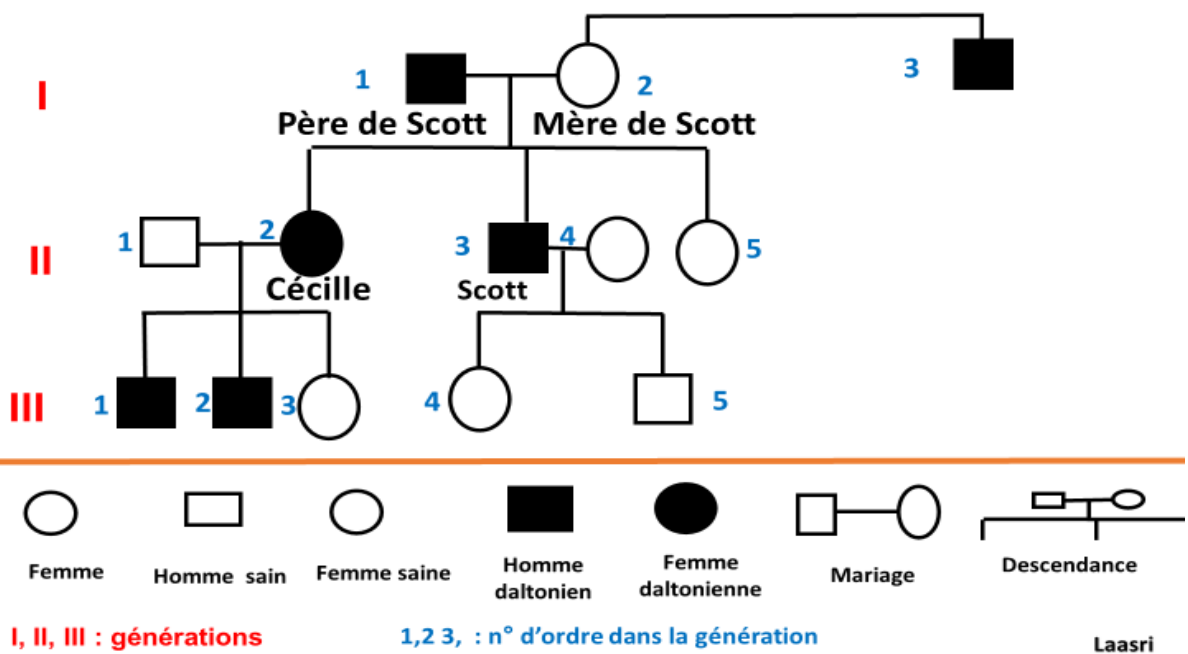 I 1 2 3
Père de Scott Mère de Scott
II 1 2 3 4 5
Cécille Scott
III 1 2 3 4 5
Femme Homme sain Femme saine Homme daltonien Femme daltonienne Mariage Descendance
I, II, III : générations 1,2 3, : n° d'ordre dans la génération Laasri